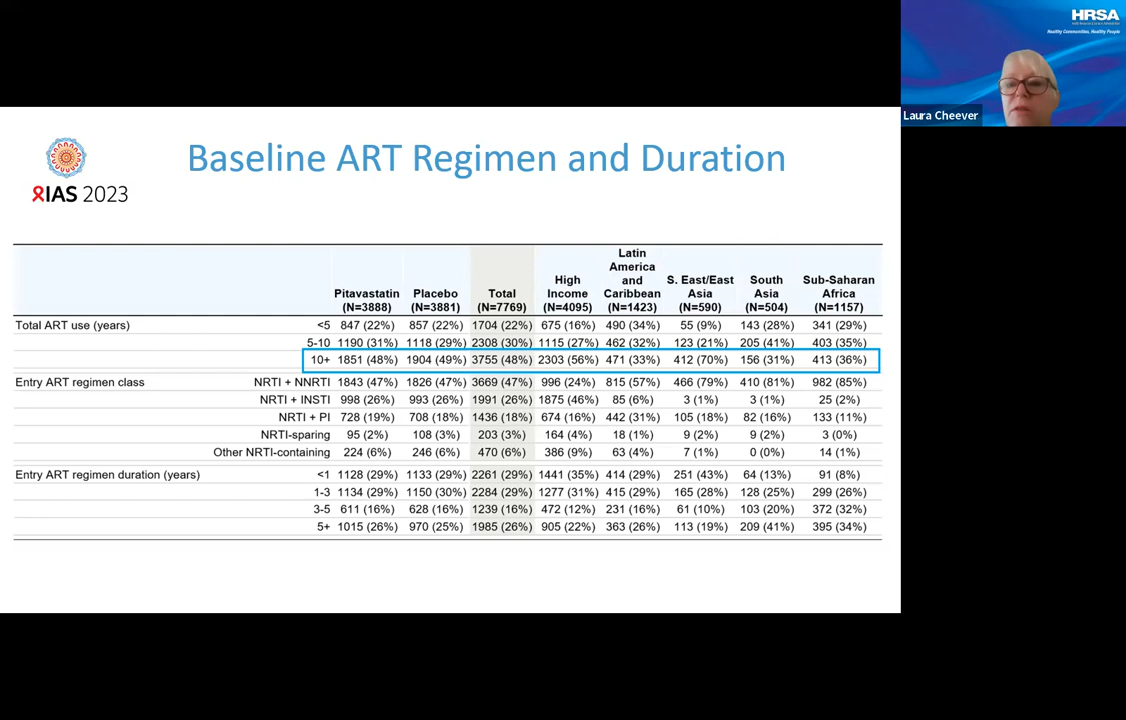 HRSA
Healthy Communities, Healthy People
Laura Cheever
IAS 2023
Baseline ART Regimen and Duration
Pitavastatin (N=3888) Placebo (N=3881) Total (N=7769) High Income (N=4095) Latin America and Caribbean (N=1423) S. East/East Asia (N=590) South Asia (N=504) Sub-Saharan Africa (N=1157)
Total ART use (years) <5 847 (22%) 857 (22%) 1704 (22%) 675 (16%) 490 (34%) 55 (9%) 143 (28%) 341 (29%)
5-10 1190 (31%) 1118 (29%) 2308 (30%) 1115 (27%) 462 (32%) 123 (21%) 205 (41%) 403 (35%)
10+ 1851 (48%) 1904 (49%) 3755 (48%) 2303 (56%) 471 (33%) 412 (70%) 156 (31%) 413 (36%)
Entry ART regimen class NRTI + NNRTI 1843 (47%) 1826 (47%) 3669 (47%) 996 (24%) 815 (57%) 466 (79%) 410 (81%) 982 (85%)
NRTI + INSTI 998 (26%) 993 (26%) 1991 (26%) 1875 (46%) 85 (6%) 3 (1%) 3 (1%) 25 (2%)
NRTI + PI 728 (19%) 708 (18%) 1436 (18%) 674 (16%) 442 (31%) 105 (18%) 82 (16%) 133 (11%)
NRTI-sparing 95 (2%) 108 (3%) 203 (3%) 164 (4%) 18 (1%) 9 (2%) 9 (2%) 3 (0%)
Other NRTI-containing 224 (6%) 246 (6%) 470 (6%) 386 (9%) 63 (4%) 7 (1%) 0 (0%) 14 (1%)
Entry ART regimen duration (years) <1 1128 (29%) 1133 (29%) 2261 (29%) 1441 (35%) 414 (29%) 251 (43%) 64 (13%) 91 (8%)
1-3 1134 (29%) 1150 (30%) 2284 (29%) 1277 (31%) 415 (29%) 165 (28%) 128 (25%) 299 (26%)
3-5 611 (16%) 628 (16%) 1239 (16%) 472 (12%) 231 (16%) 61 (10%) 103 (20%) 372 (32%)
5+ 1015 (26%) 970 (25%) 1985 (26%) 905 (22%) 363 (26%) 113 (19%) 209 (41%) 395 (34%)